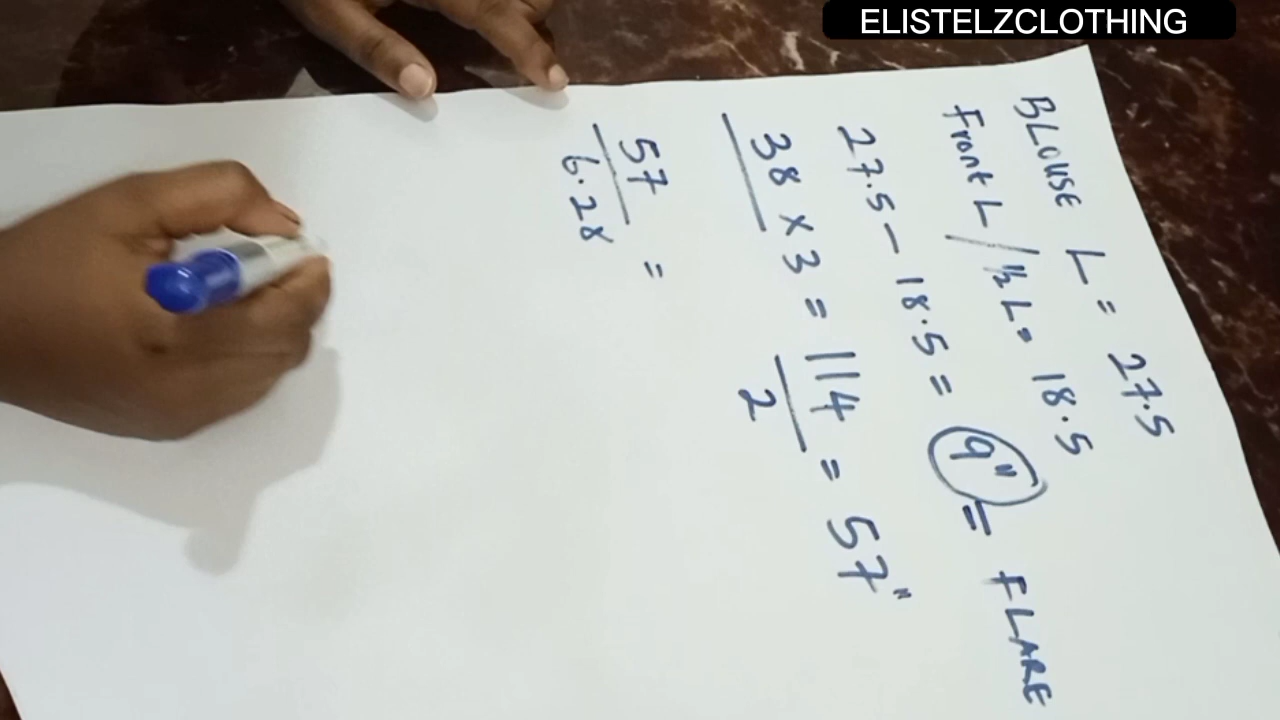 ELISTELZCLOTHING
BLOUSE L = 27.5
Front L / ½ L = 18.5
27.5 - 18.5 = 9" = FLARE
38 x 3 = 114 = 57"
2
57 =
6.28